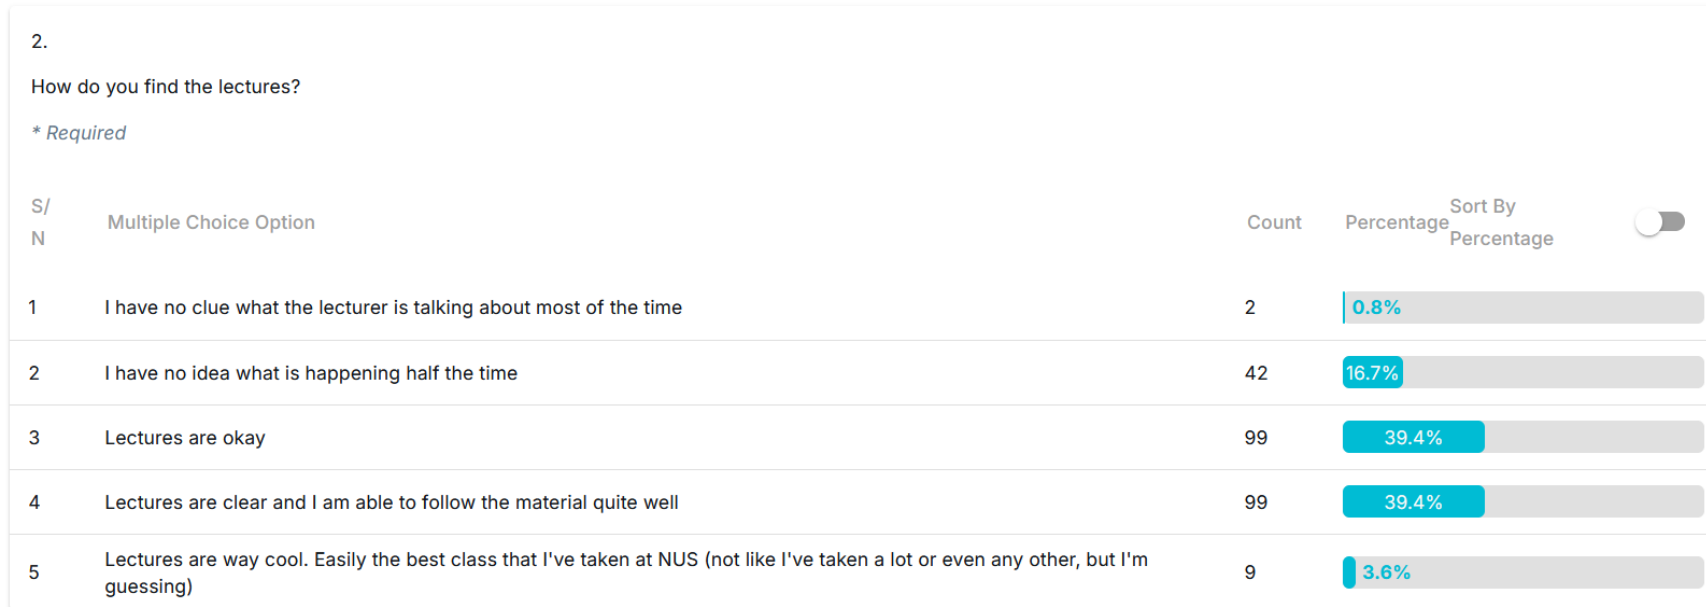 2.
How do you find the lectures?
* Required
S/
N
Multiple Choice Option
Count
Percentage
Sort By
Percentage
1
I have no clue what the lecturer is talking about most of the time
2
0.8%
2
I have no idea what is happening half the time
42
16.7%
3
Lectures are okay
99
39.4%
4
Lectures are clear and I am able to follow the material quite well
99
39.4%
5
Lectures are way cool. Easily the best class that I've taken at NUS (not like I've taken a lot or even any other, but I'm
guessing)
9
3.6%